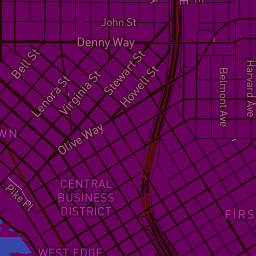 John St
Denny Way
Bell St
Lenora St
Virginia St
Stewart St
Howell St
Belmont Ave
Harvard Ave
Olive Way
Pike Pl
CENTRAL
BUSINESS
DISTRICT
WEST EDGE